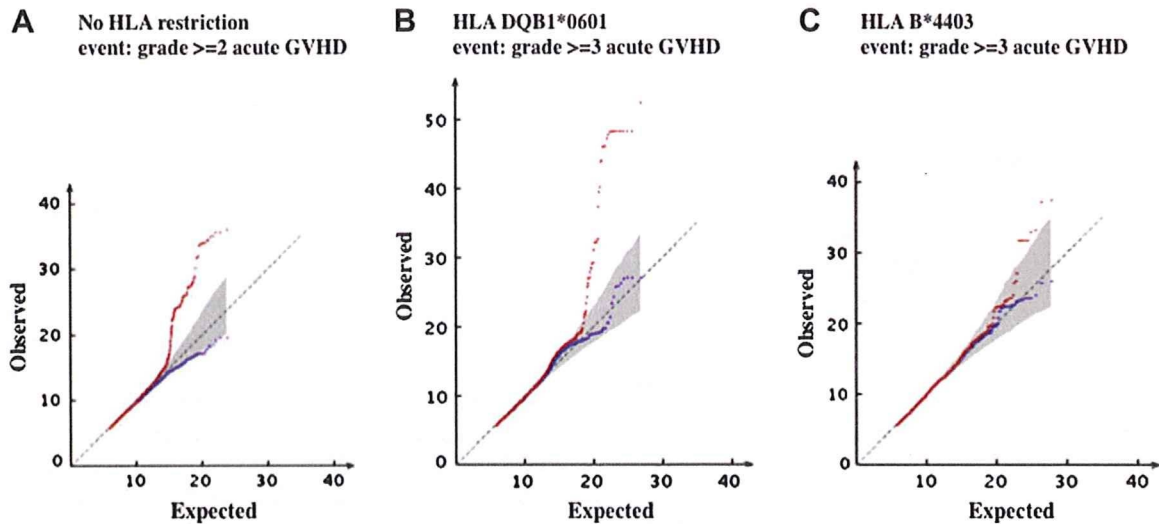 A
No HLA restriction
event: grade >=2 acute GVHD
40
30
20
10
0
10
20
30
40
Observed
Expected
B
HLA DQB1*0601
event: grade >=3 acute GVHD
50
40
30
20
10
0
10
20
30
40
Observed
Expected
C
HLA B*4403
event: grade >=3 acute GVHD
40
30
20
10
0
10
20
30
40
Observed
Expected